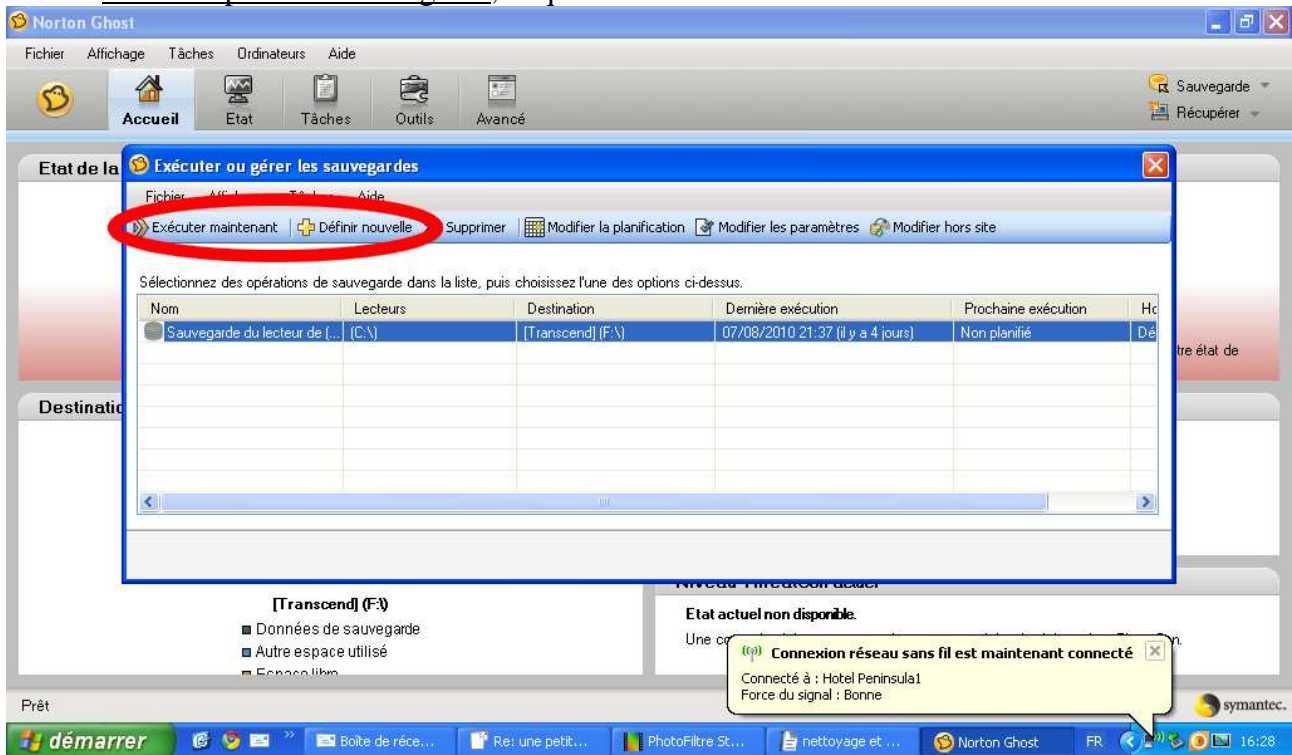 Norton Ghost
Fichier Affichage Tâches Ordinateurs Aide
Accueil Etat Tâches Outils Avancé
Sauvegarde
Récupérer
Etat de la
Exécuter ou gérer les sauvegardes
Fichier Aide
Exécuter maintenant Définir nouvelle Supprimer Modifier la planification Modifier les paramètres Modifier hors site
Sélectionnez des opérations de sauvegarde dans la liste, puis choisissez l'une des options ci-dessus.
Nom Lecteurs Destination Dernière exécution Prochaine exécution Hc
Sauvegarde du lecteur de (... (C:\) [Transcend] (F:\) 07/08/2010 21:37 (il y a 4 jours) Non planifié Dé
tre état de
Destinatic
[Transcend] (F:\)
Données de sauvegarde
Autre espace utilisé
Espace libre
Etat actuel non disponible.
Une
Connexion réseau sans fil est maintenant connecté
Connecté à : Hotel Peninsula1
Force du signal : Bonne
Prêt
symantec.
démarrer Boîte de réce... Re: une petit... PhotoFiltre St... nettoyage et ... Norton Ghost FR 16:28